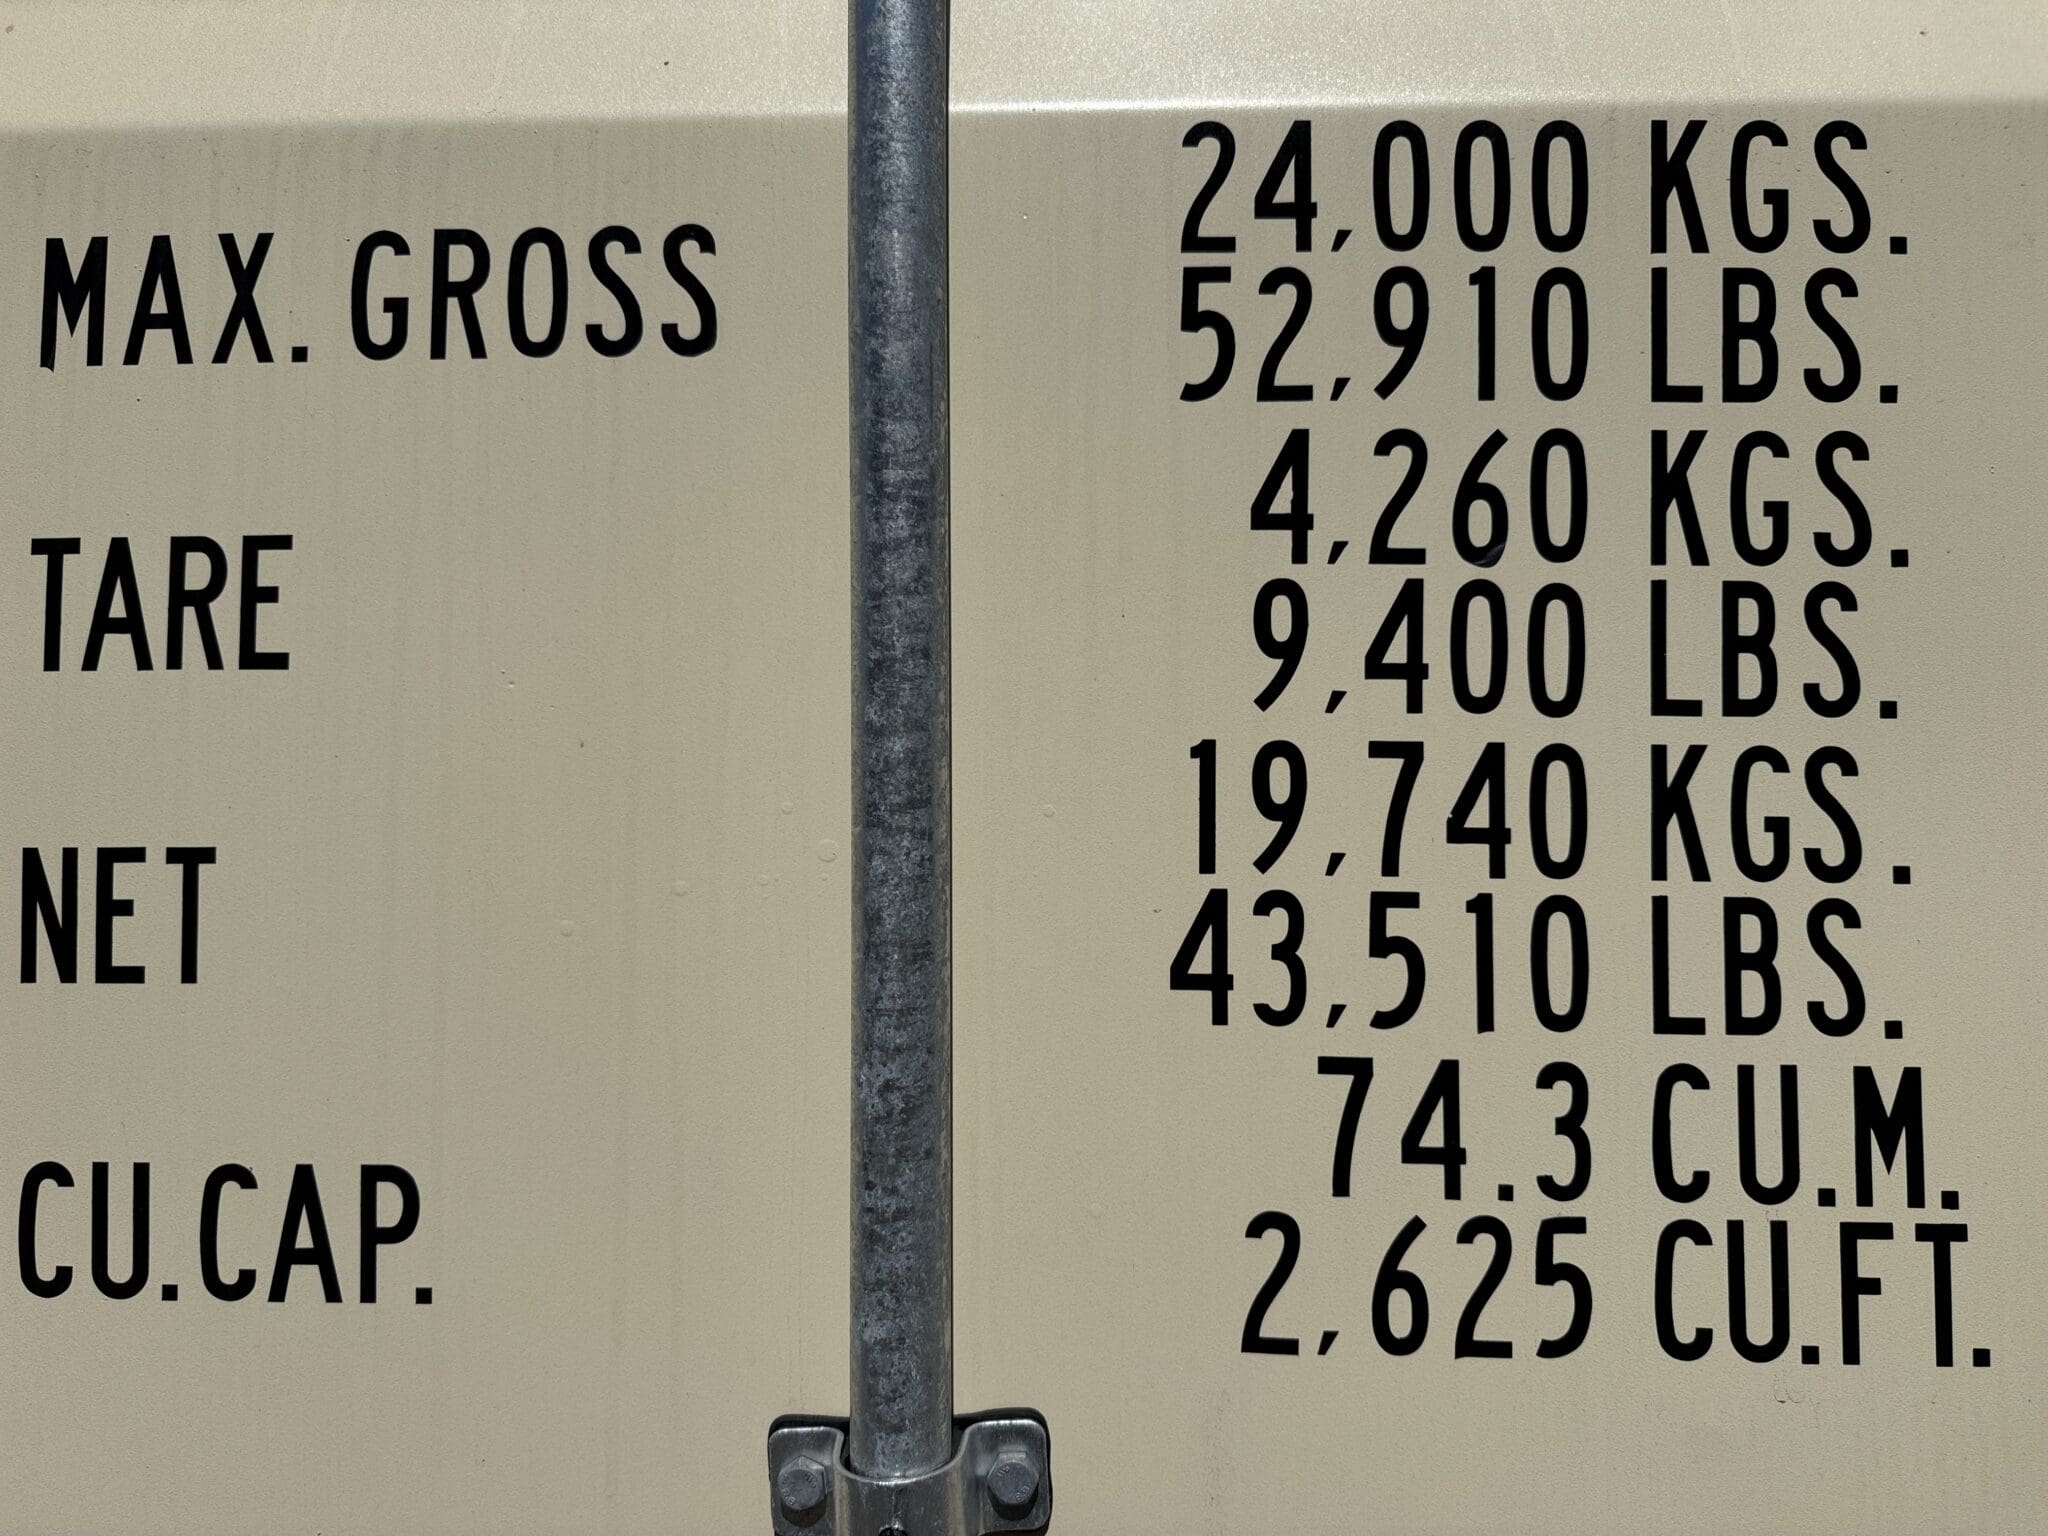 MAX. GROSS 24,000 KGS.
52,910 LBS.
TARE 4,260 KGS.
9,400 LBS.
NET 19,740 KGS.
43,510 LBS.
CU.CAP. 74.3 CU.M.
2,625 CU.FT.